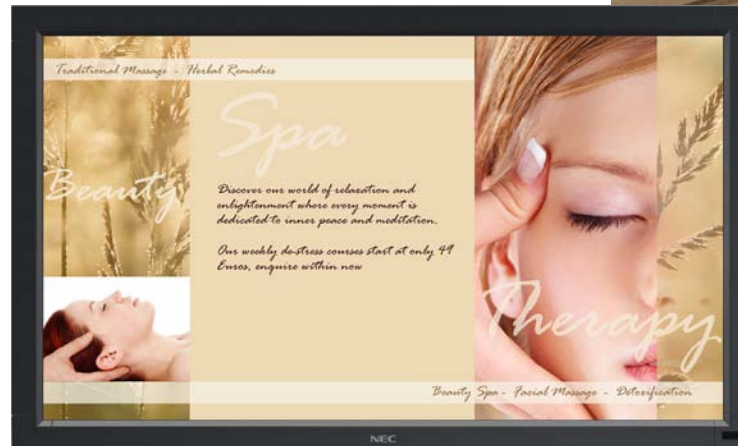 Traditional Massage - Herbal Remedies
Spa
Beauty
Discover our world of relaxation and
enlightenment where every moment is
dedicated to inner peace and meditation.
Our weekly de-stress courses start at only 49
Euros, enquire within now
Therapy
Beauty Spa - Facial Massage - Detoxification
NEC